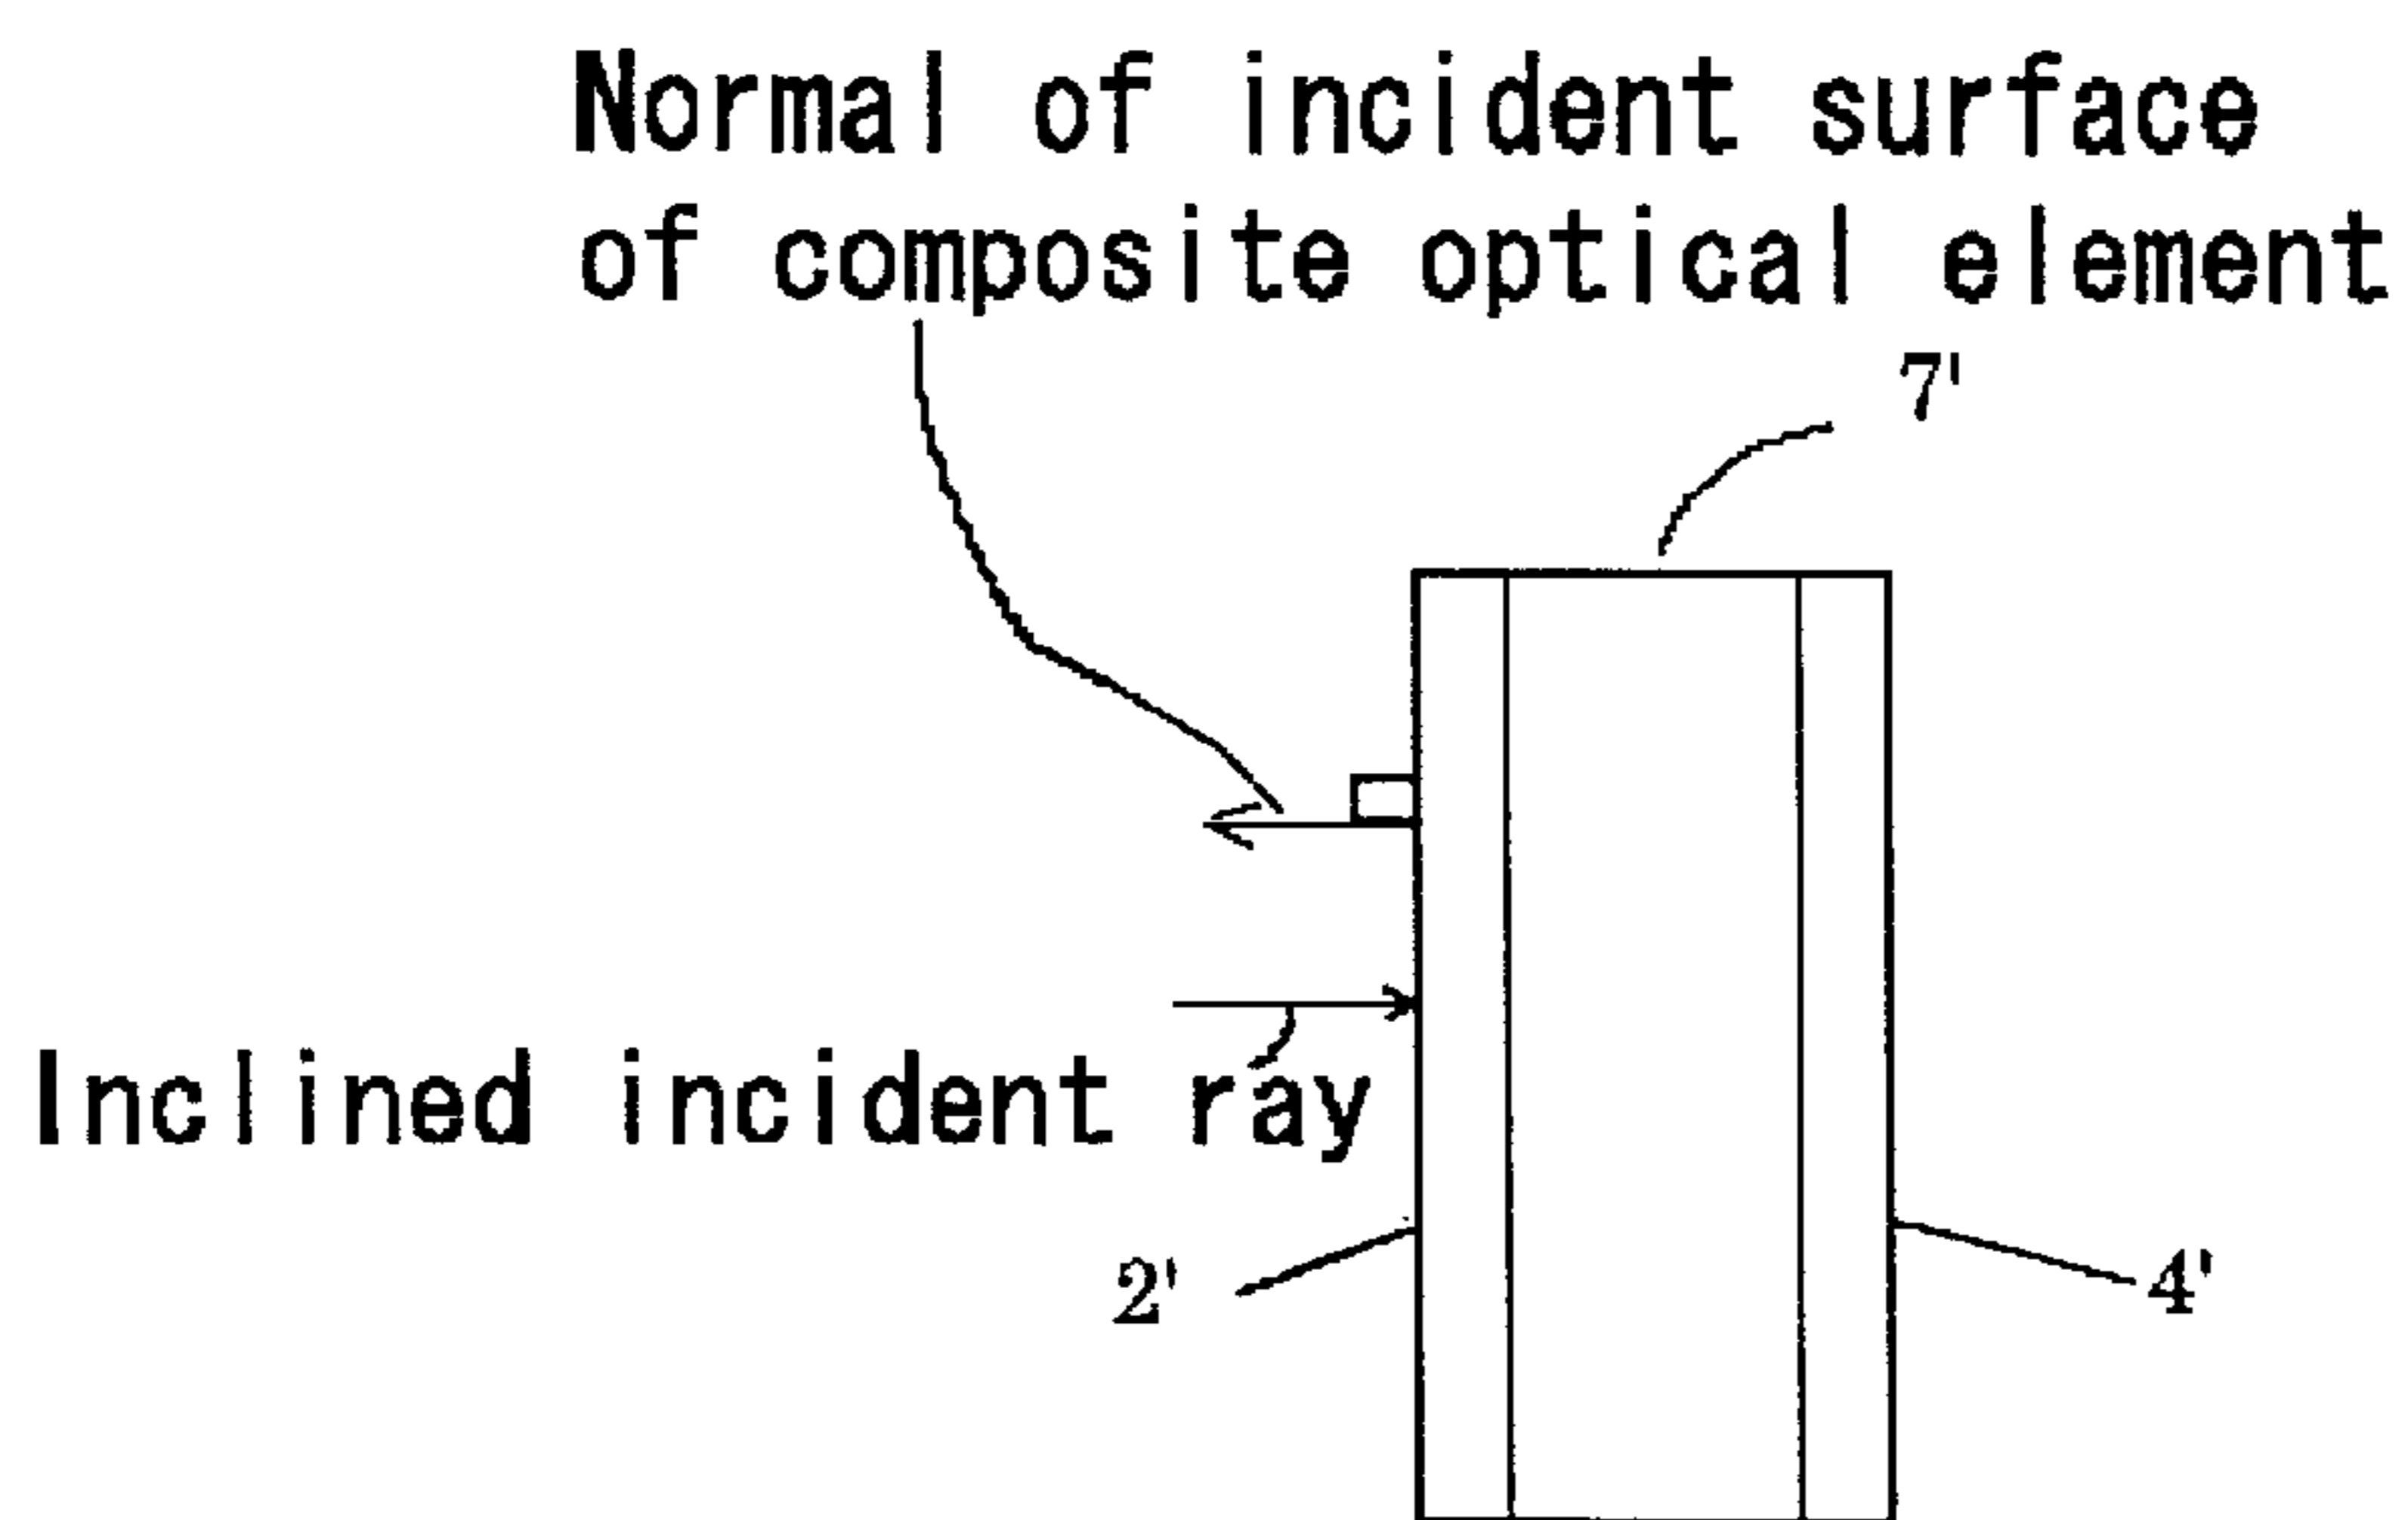 Normal of incident surface
of composite optical element
7'
Inclined incident ray
2'
4'